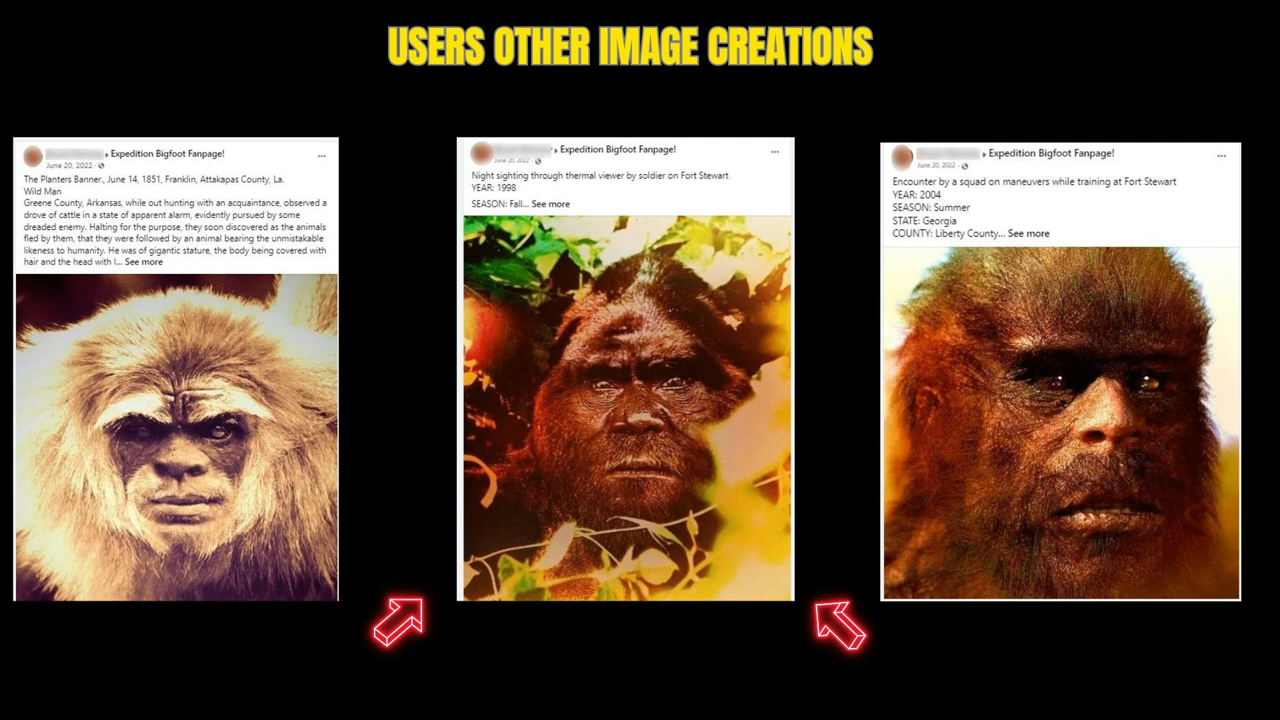 USERS OTHER IMAGE CREATIONS
Expedition Bigfoot Fanpage!
June 20, 2022
The Planters Banner., June 14, 1851, Franklin, Attakapas County, La.
Wild Man
Greene County, Arkansas, while out hunting with an acquaintance, observed a
drove of cattle in a state of apparent alarm, evidently pursued by some
dreaded enemy. Halting for the purpose, they soon discovered as the animals
fled by them, that they were followed by an animal bearing the unmistakable
likeness to humanity. He was of gigantic stature, the body being covered with
hair and the head with l... See more
Expedition Bigfoot Fanpage!
June 20, 2022
Night sighting through thermal viewer by soldier on Fort Stewart
YEAR: 1998
SEASON: Fall... See more
Expedition Bigfoot Fanpage!
June 20, 2022
Encounter by a squad on maneuvers while training at Fort Stewart
YEAR: 2004
SEASON: Summer
STATE: Georgia
COUNTY: Liberty County... See more